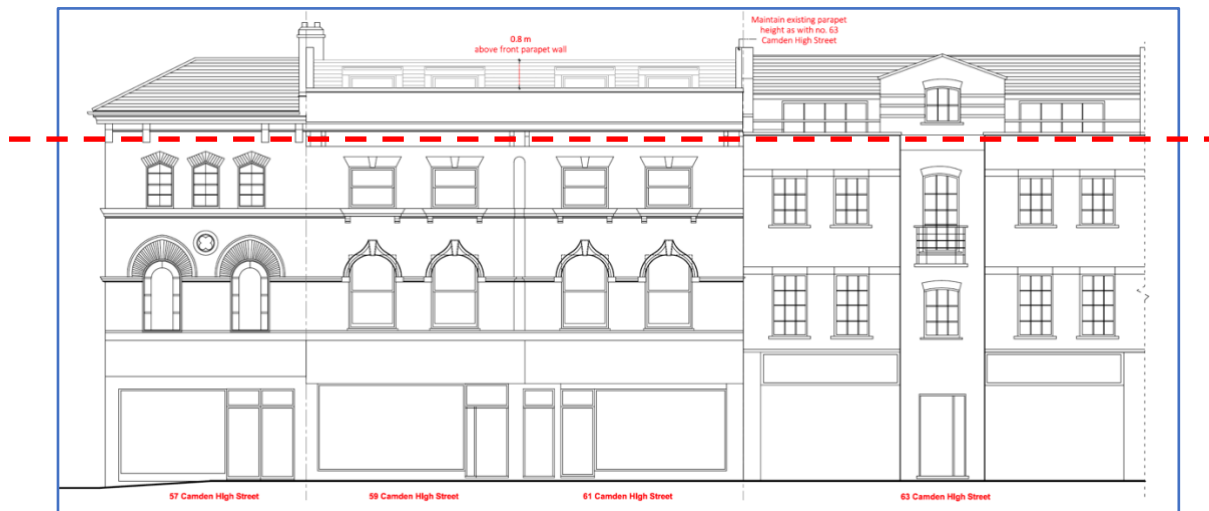 0.8 m
above front parapet wall
Maintain existing parapet
height as with no. 63
Camden High Street
57 Camden High Street
59 Camden High Street
61 Camden High Street
63 Camden High Street